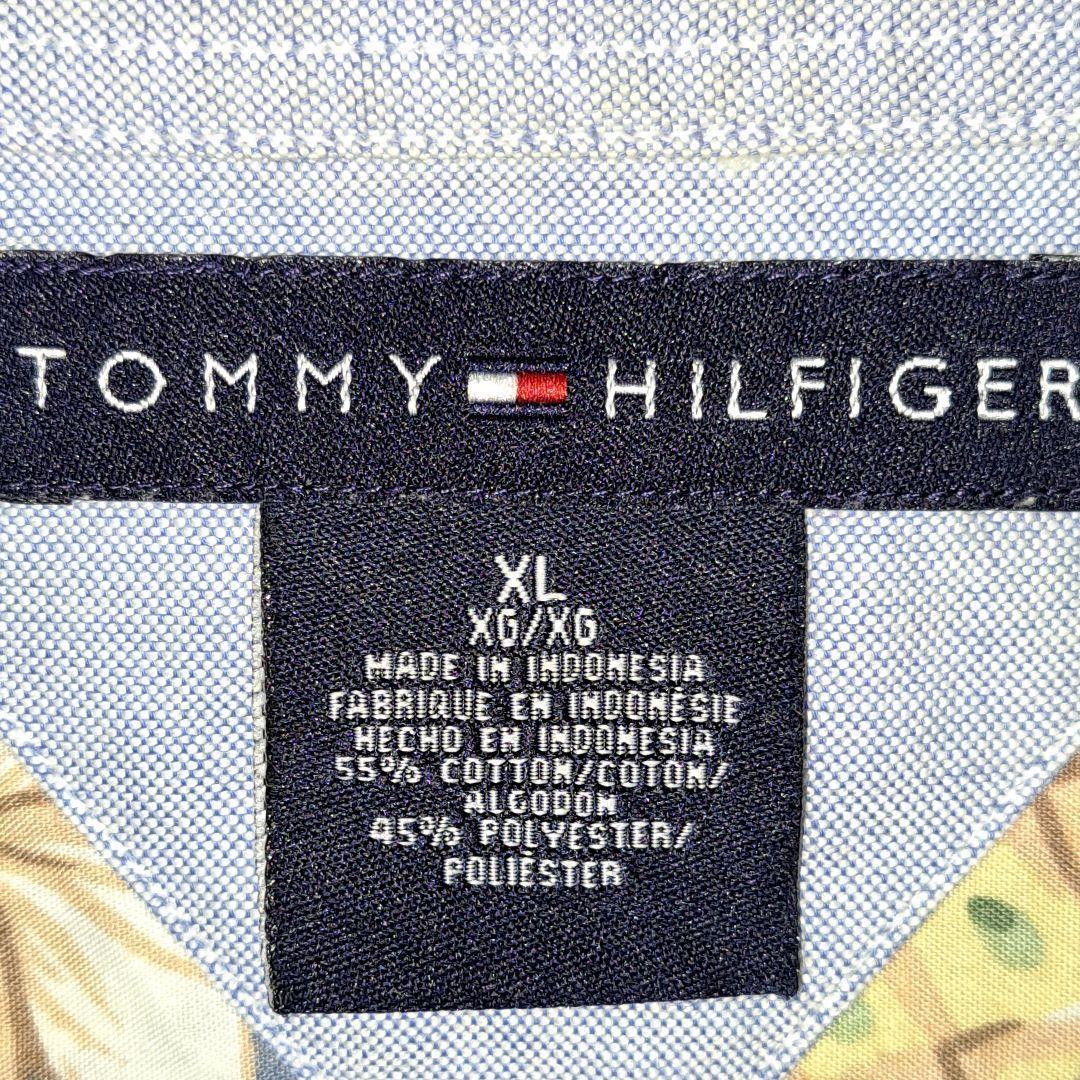 TOMMY HILFIGER
XL
XG/XG
MADE IN INDONESIA
FABRIQUE EN INDONÉSIE
HECHO EN INDONESIA
55% COTTON/COTON/
ALGODON
45% POLYESTER/
POLIÉSTER